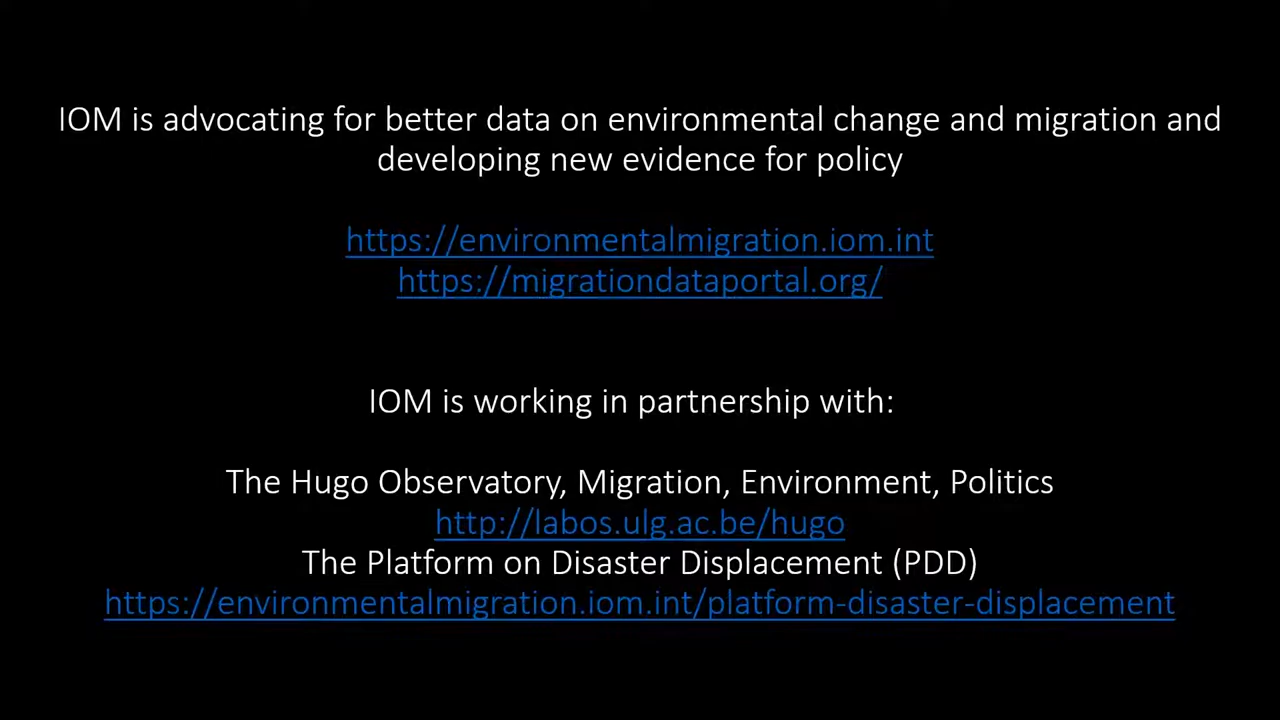 IOM is advocating for better data on environmental change and migration and
developing new evidence for policy
https://environmentalmigration.iom.int
https://migrationdataportal.org/
IOM is working in partnership with:
The Hugo Observatory, Migration, Environment, Politics
http://labos.ulg.ac.be/hugo
The Platform on Disaster Displacement (PDD)
https://environmentalmigration.iom.int/platform-disaster-displacement